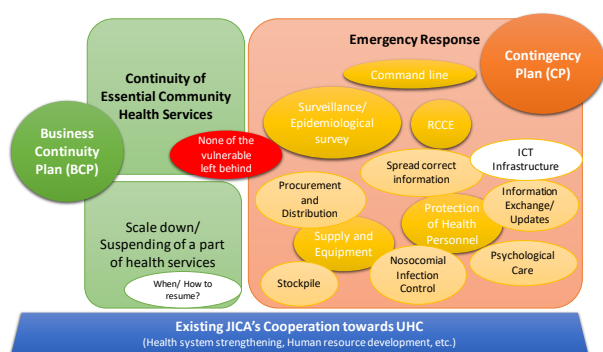 Business
Continuity
Plan (BCP)
Continuity of
Essential Community
Health Services
None of the
vulnerable
left behind
Scale down/
Suspending of a part
of health services
When/ How to
resume?
Emergency Response
Contingency
Plan (CP)
Command line
Surveillance/
Epidemiological
survey
RCCE
ICT
Infrastructure
Spread correct
information
Procurement
and
Distribution
Information
Exchange/
Updates
Protection of
Health
Personnel
Supply and
Equipment
Psychological
Care
Nosocomial
Infection
Control
Stockpile
Existing JICA's Cooperation towards UHC
(Health system strengthening, Human resource development, etc.)